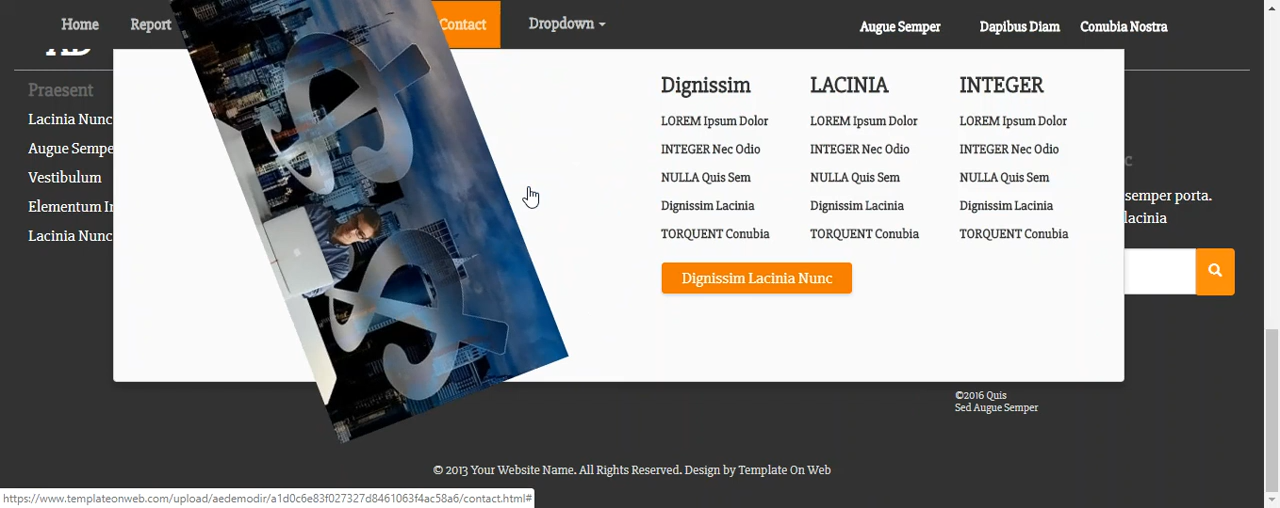 Home Report Contact Dropdown Augue Semper Dapibus Diam Conubia Nostra
Praesent
Lacinia Nunc
Augue Sempe
Vestibulum
Elementum In
Lacinia Nunc
Dignissim LACINIA INTEGER
LOREM Ipsum Dolor LOREM Ipsum Dolor LOREM Ipsum Dolor
INTEGER Nec Odio INTEGER Nec Odio INTEGER Nec Odio
NULLA Quis Sem NULLA Quis Sem NULLA Quis Sem
Dignissim Lacinia Dignissim Lacinia Dignissim Lacinia
TORQUENT Conubia TORQUENT Conubia TORQUENT Conubia
Dignissim Lacinia Nunc
c
semper porta.
lacinia
©2016 Quis
Sed Augue Semper
© 2013 Your Website Name. All Rights Reserved. Design by Template On Web
https://www.templateonweb.com/upload/aedemodir/a1d0c6e83f027327d8461063f4ac58a6/contact.html#